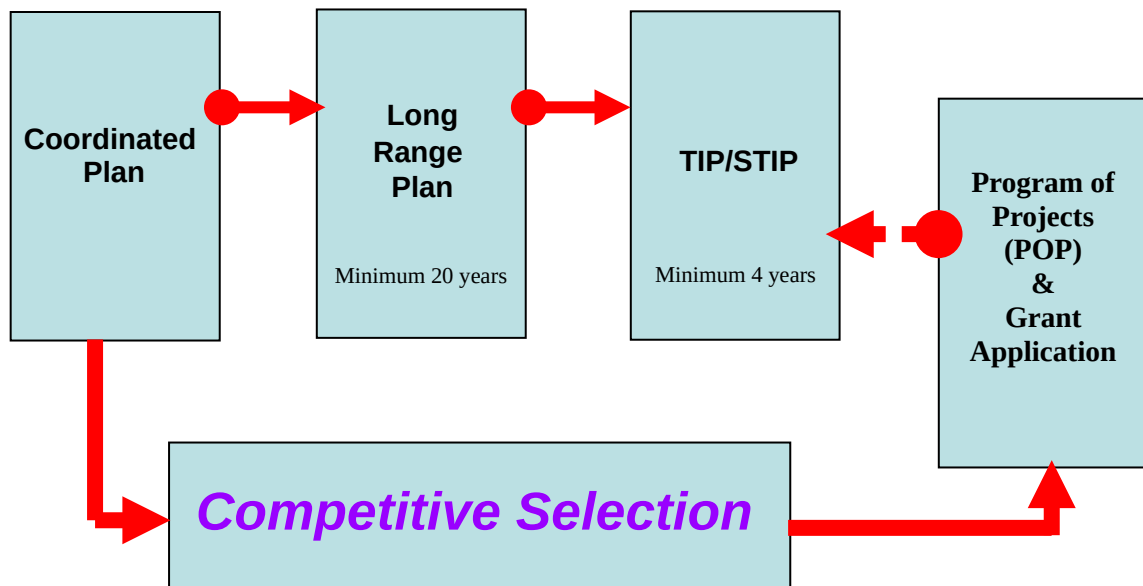 Coordinated
Plan
Long
Range
Plan
Minimum 20 years
TIP/STIP
Minimum 4 years
Program of
Projects
(POP)
&
Grant
Application
Competitive Selection